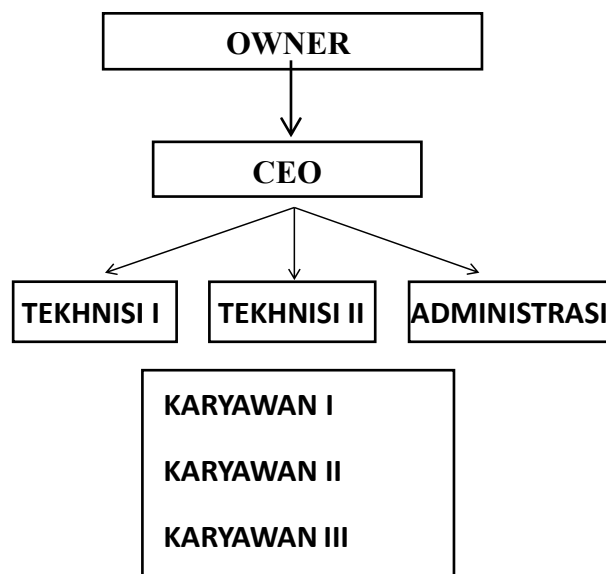 OWNER
CEO
TEKHNISI I
TEKHNISI II
ADMINISTRASI
KARYAWAN I
KARYAWAN II
KARYAWAN III